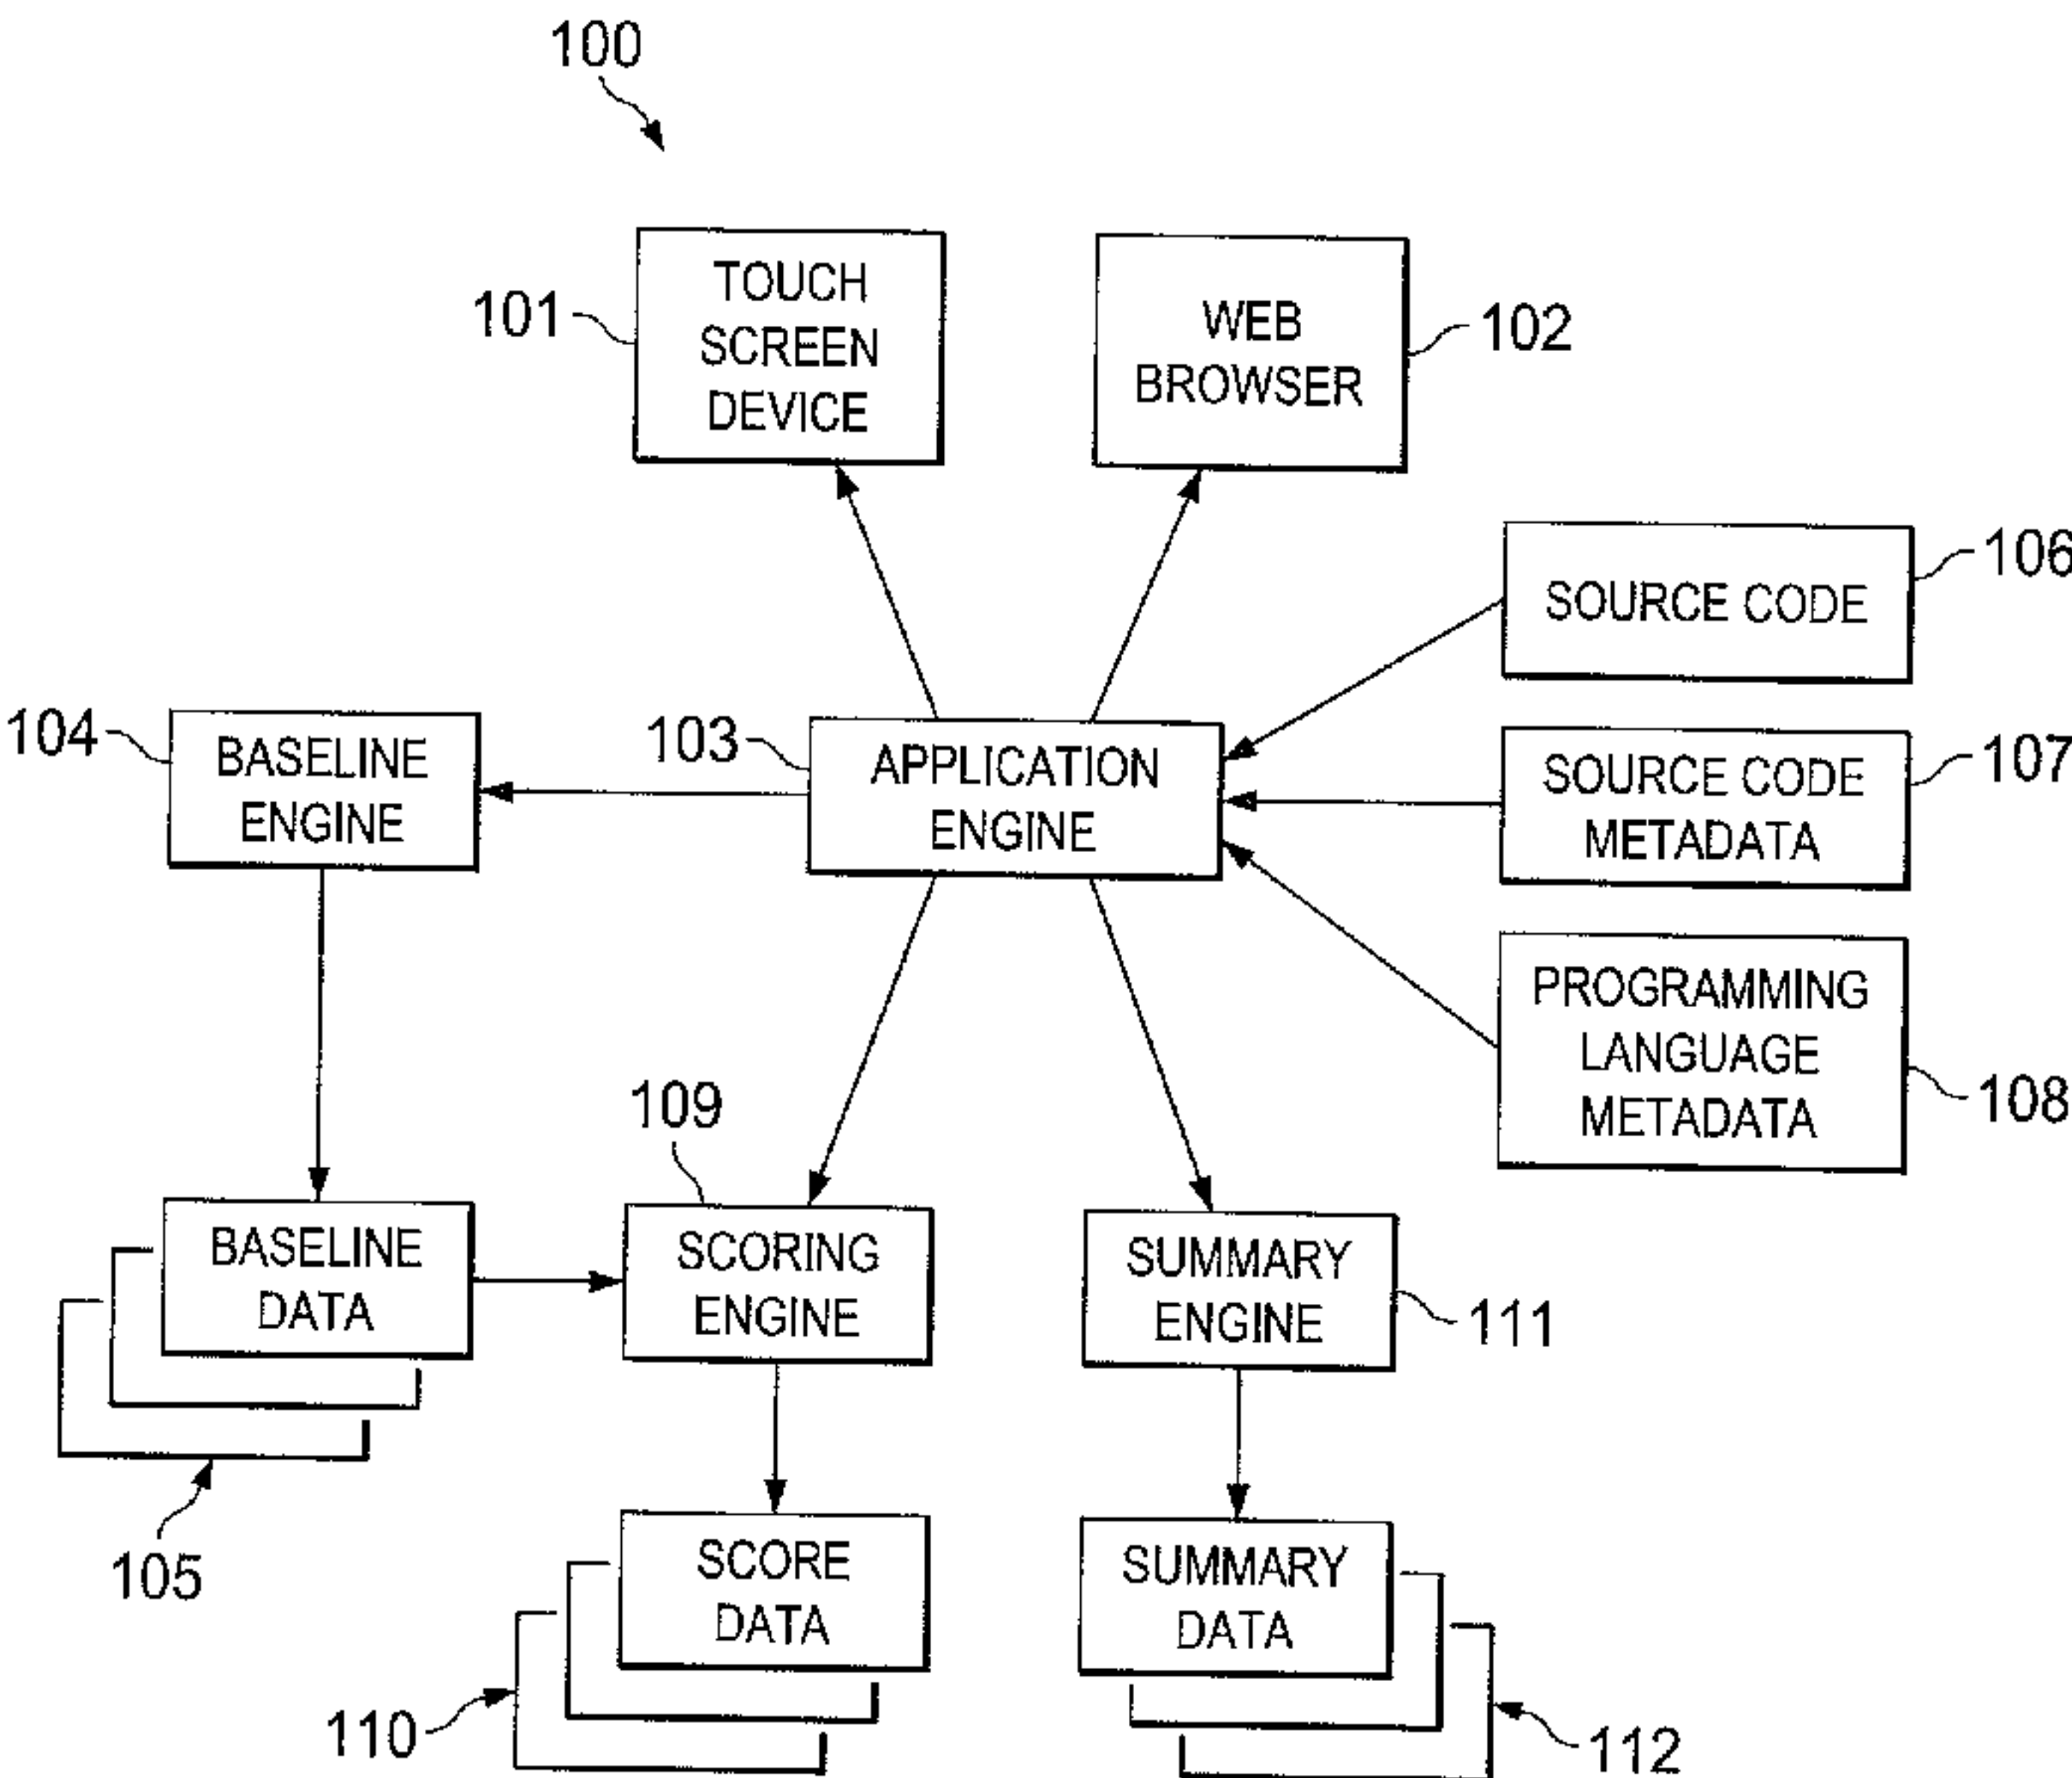 100
TOUCH
SCREEN
DEVICE
101
WEB
BROWSER
102
SOURCE CODE
106
BASELINE
ENGINE
104
APPLICATION
ENGINE
103
SOURCE CODE
METADATA
107
PROGRAMMING
LANGUAGE
METADATA
108
109
BASELINE
DATA
105
SCORING
ENGINE
SUMMARY
ENGINE
111
SCORE
DATA
110
SUMMARY
DATA
112